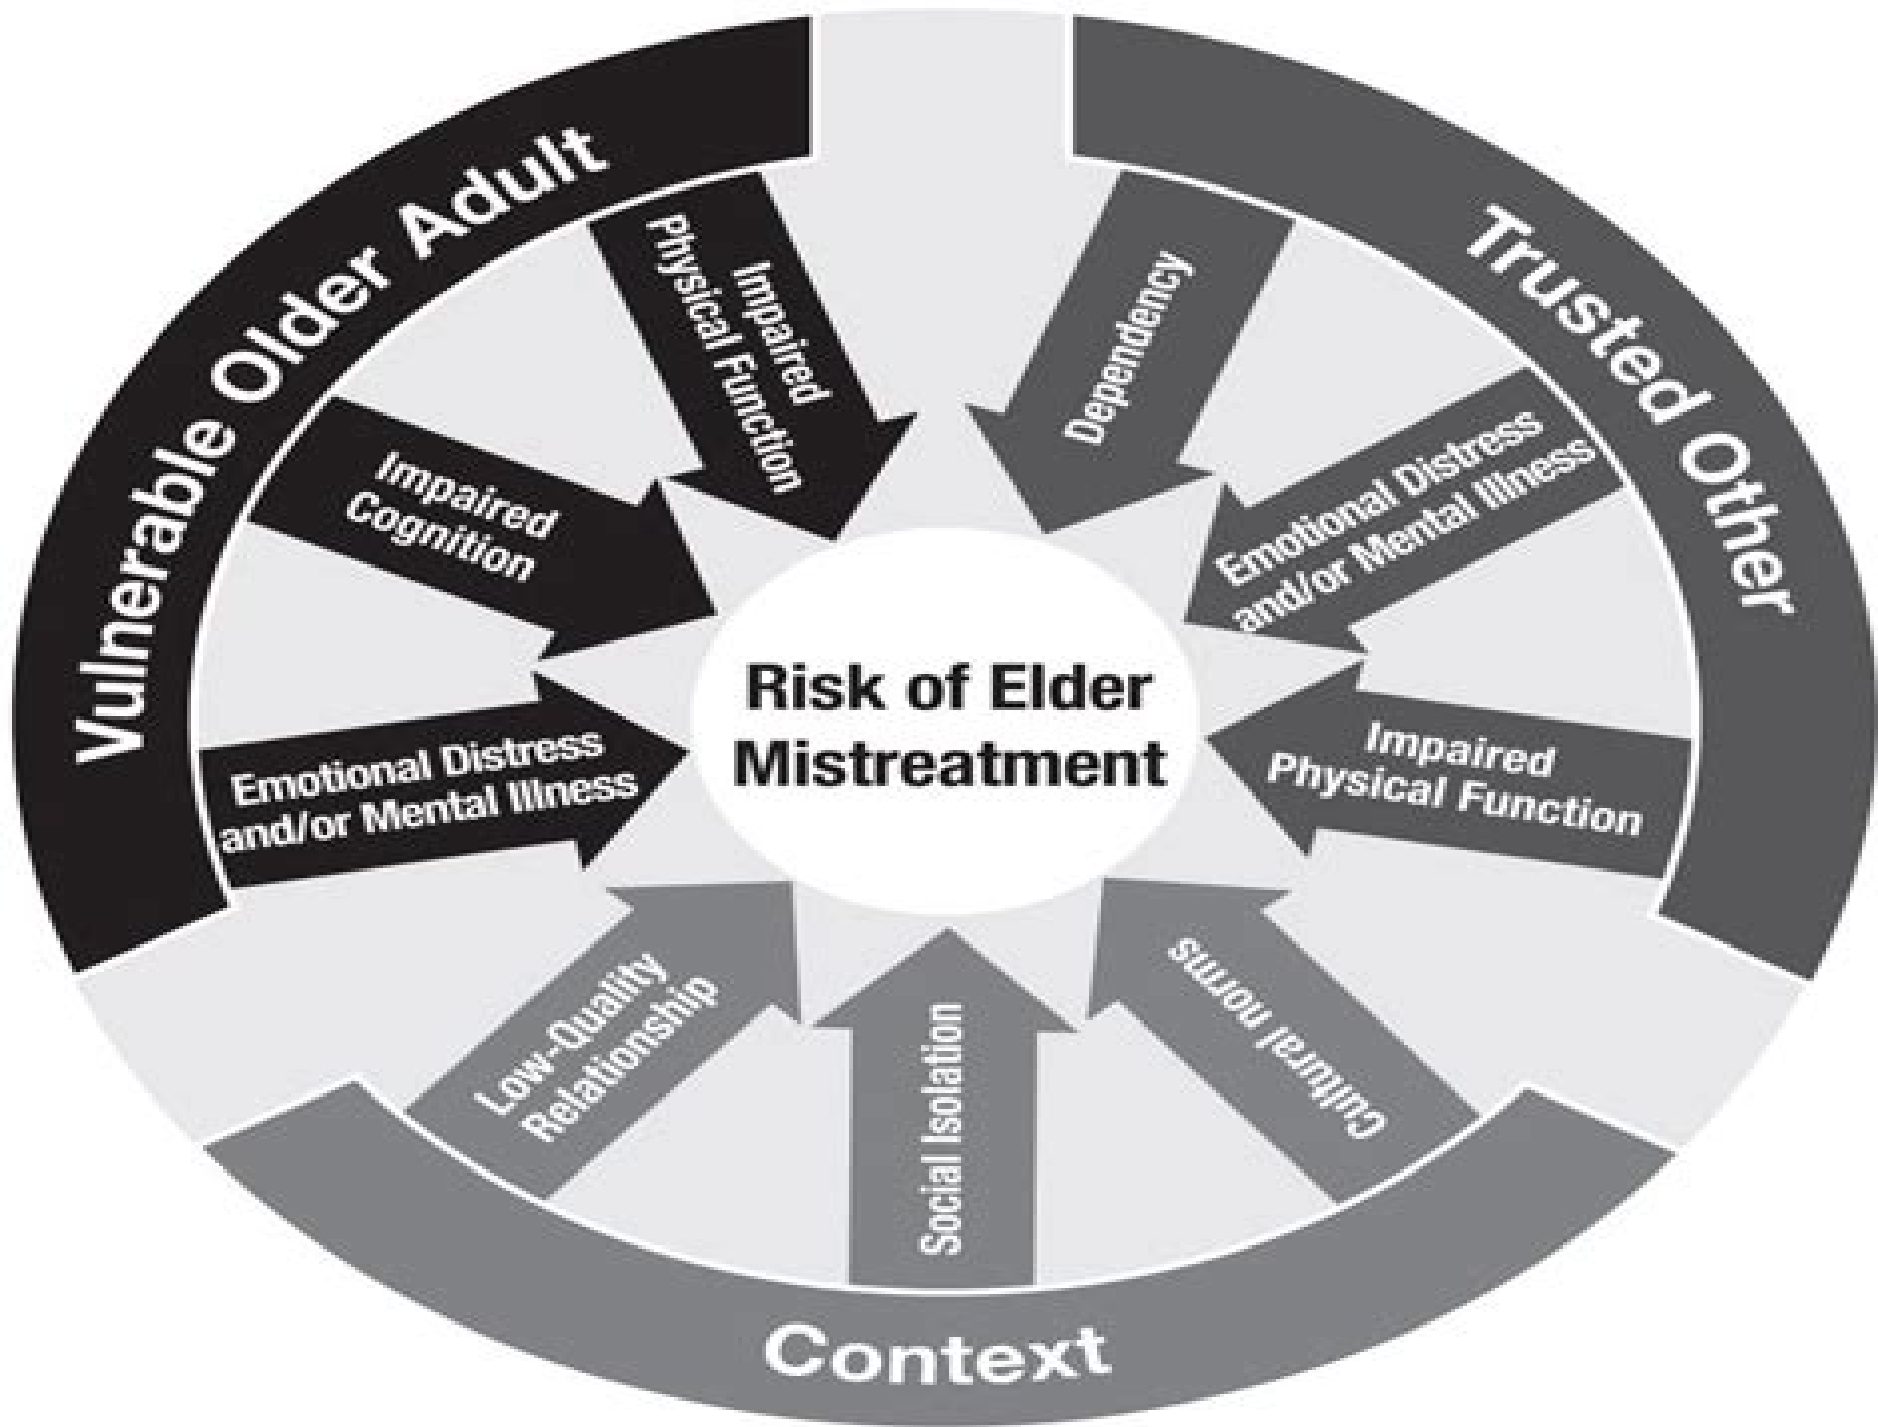 Vulnerable Older Adult
Impaired
Physical Function
Impaired
Cognition
Emotional Distress
and/or Mental Illness
Trusted Other
Dependency
Emotional Distress
and/or Mental Illness
Impaired
Physical Function
Risk of Elder
Mistreatment
Low-Quality
Relationship
Social Isolation
Cultural norms
Context